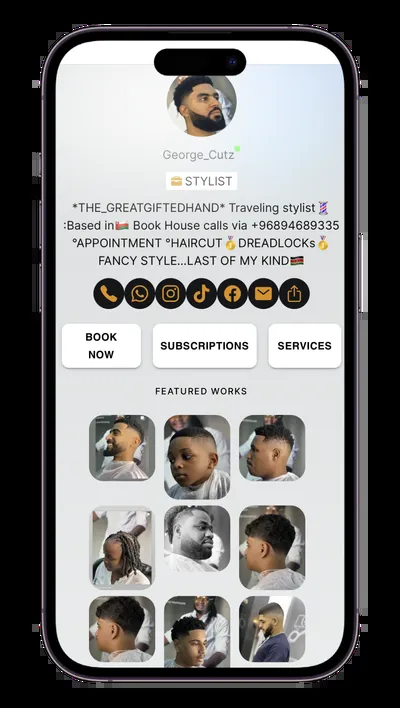 George_Cutz
STYLIST
*THE_GREATGIFTEDHAND* Traveling stylist💈
:Based in🇴🇲 Book House calls via +96894689335
°APPOINTMENT °HAIRCUT🥇DREADLOCKs🥇
FANCY STYLE...LAST OF MY KIND🇰🇪
BOOK
NOW
SUBSCRIPTIONS
SERVICES
FEATURED WORKS